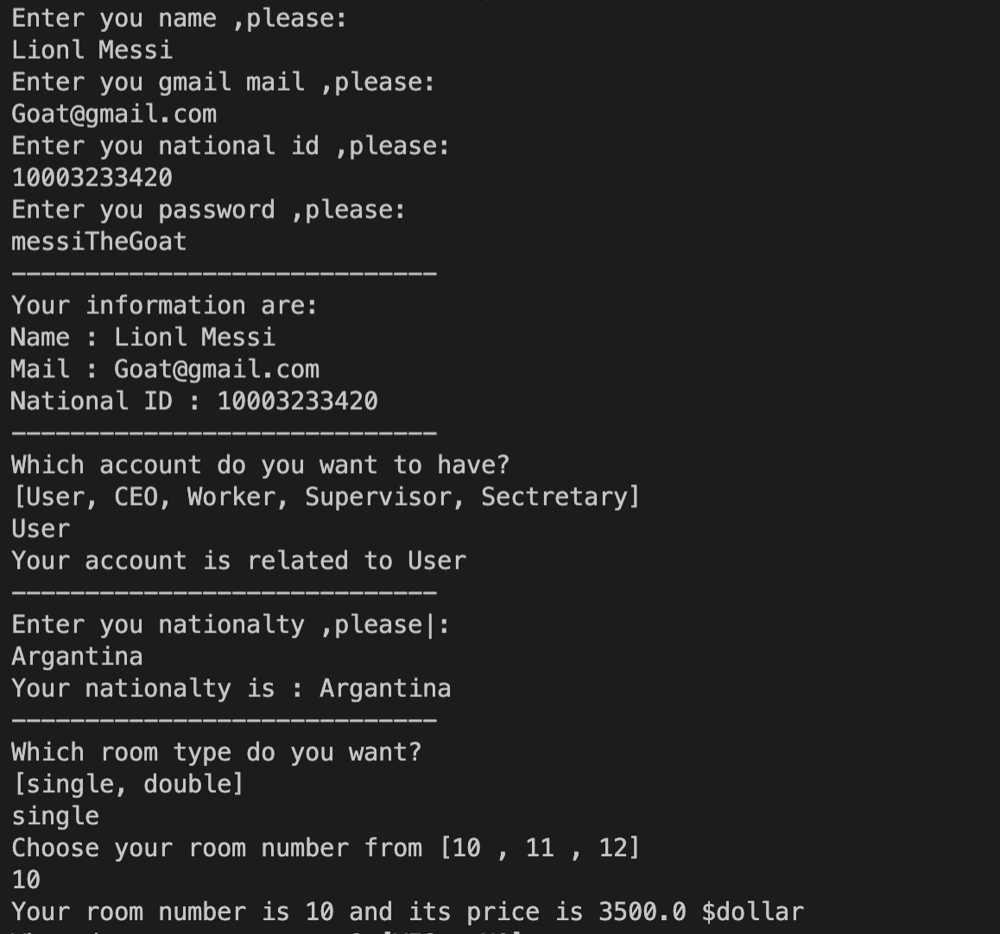 Enter you name ,please:
Lionl Messi
Enter you gmail mail ,please:
Goat@gmail.com
Enter you national id ,please:
10003233420
Enter you password ,please:
messiTheGoat
-----------------------------
Your information are:
Name : Lionl Messi
Mail : Goat@gmail.com
National ID : 10003233420
-----------------------------
Which account do you want to have?
[User, CEO, Worker, Supervisor, Sectretary]
User
Your account is related to User
-----------------------------
Enter you nationalty ,please|:
Argantina
Your nationalty is : Argantina
-----------------------------
Which room type do you want?
[single, double]
single
Choose your room number from [10 , 11 , 12]
10
Your room number is 10 and its price is 3500.0 $dollar